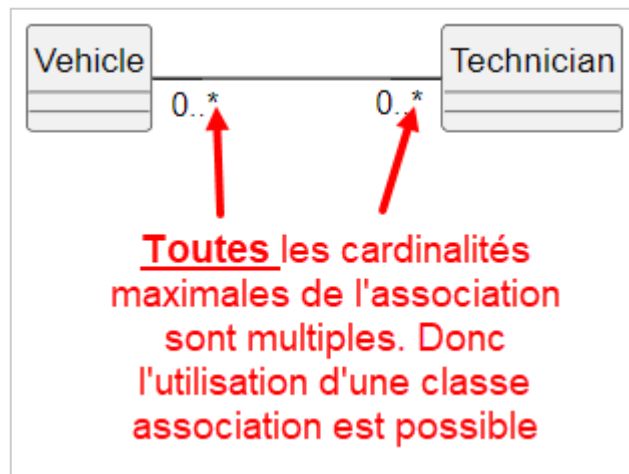 Vehicle
Technician
0..*
0..*
Toutes les cardinalités
maximales de l'association
sont multiples. Donc
l'utilisation d'une classe
association est possible